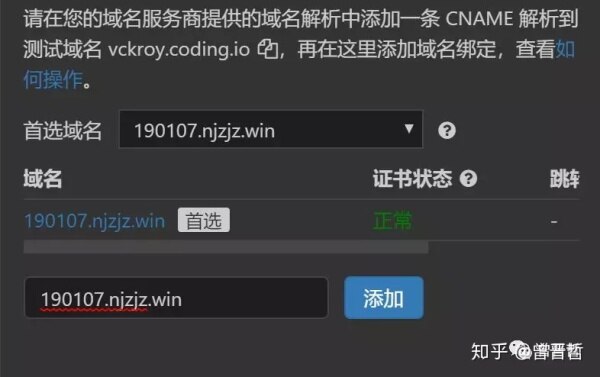 请在您的域名服务商提供的域名解析中添加一条 CNAME 解析到
测试域名 vckroy.coding.io ，再在这里添加域名绑定，查看如
何操作。
首选域名 190107.njzjz.win
域名 证书状态 跳转
190107.njzjz.win 首选 正常 -
190107.njzjz.win 添加
知乎 @曾晋哲